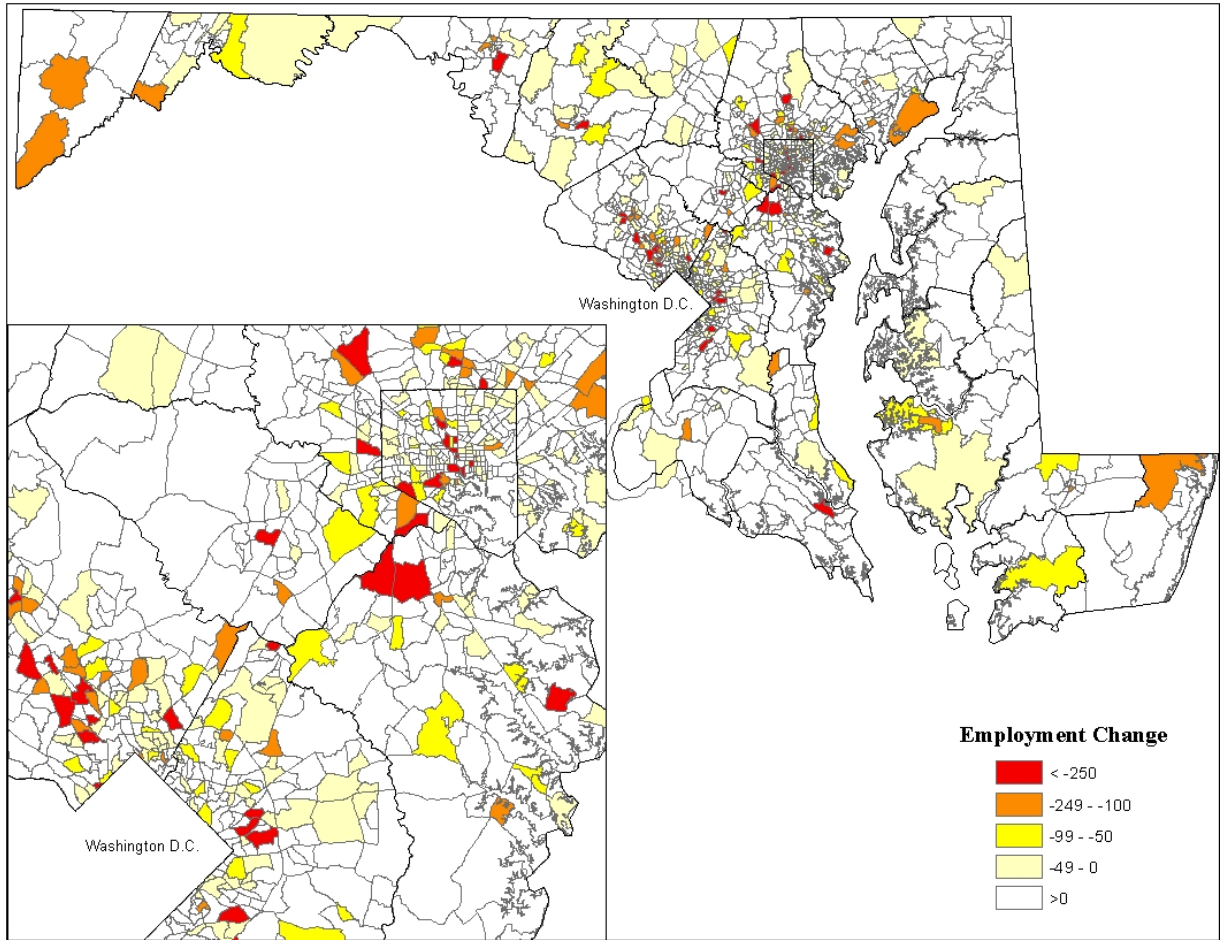 Washington D.C.
Washington D.C.
Employment Change
< -250
-249 - -100
-99 - -50
-49 - 0
>0